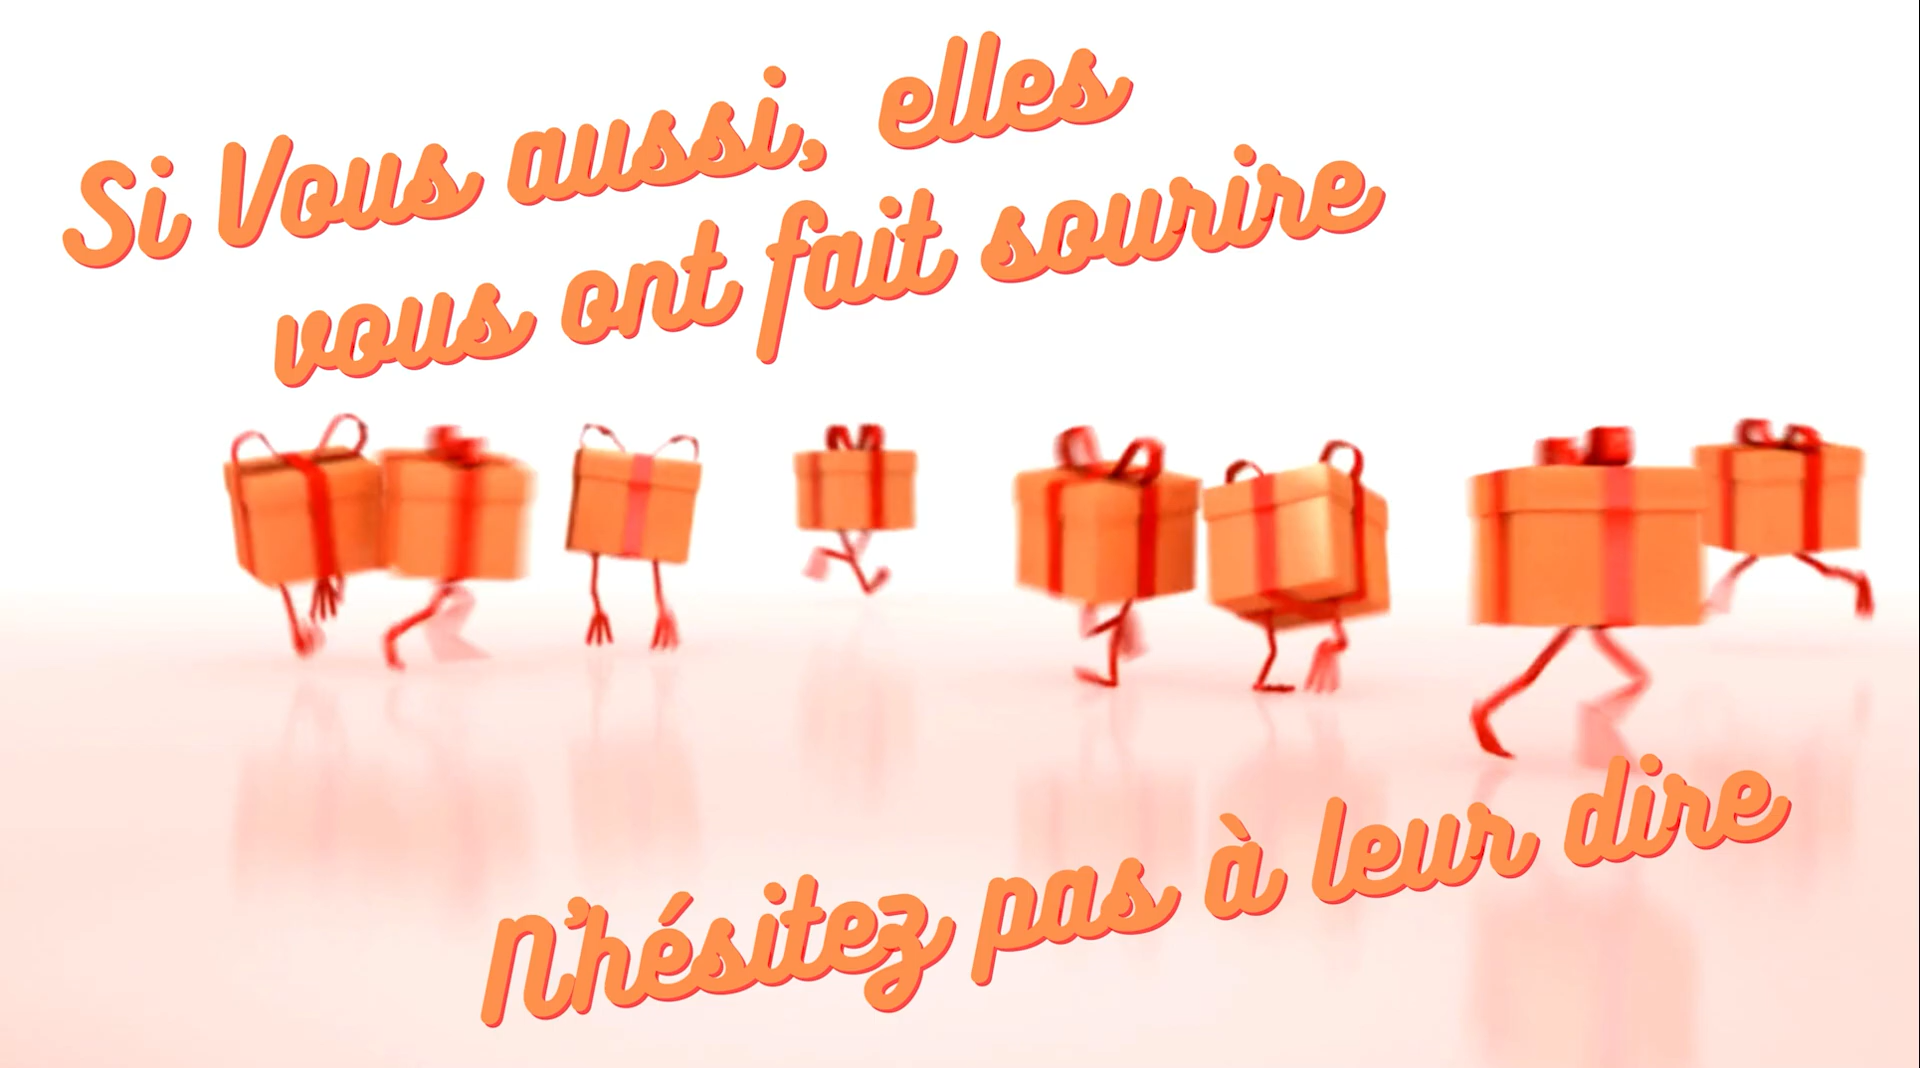 Si Vous aussi, elles
vous ont fait sourire
N'hésitez pas à leur dire